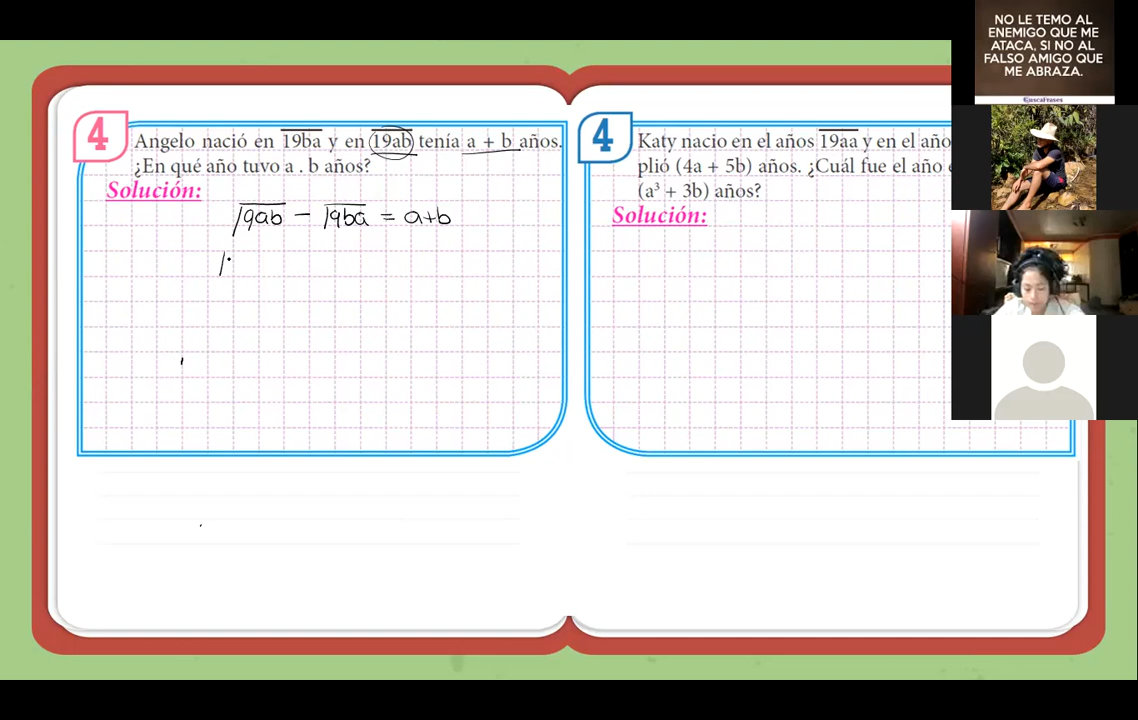 NO LE TEMO AL
ENEMIGO QUE ME
ATACA, SI NO AL
FALSO AMIGO QUE
ME ABRAZA.
BuscaFrases
4
Angelo nació en 19ba y en 19ab tenía a + b años.
¿En qué año tuvo a . b años?
Solución:
19ab - 19ba = a+b
1
4
Katy nacio en el años 19aa y en el año
plió (4a + 5b) años. ¿Cuál fue el año
(a³ + 3b) años?
Solución: